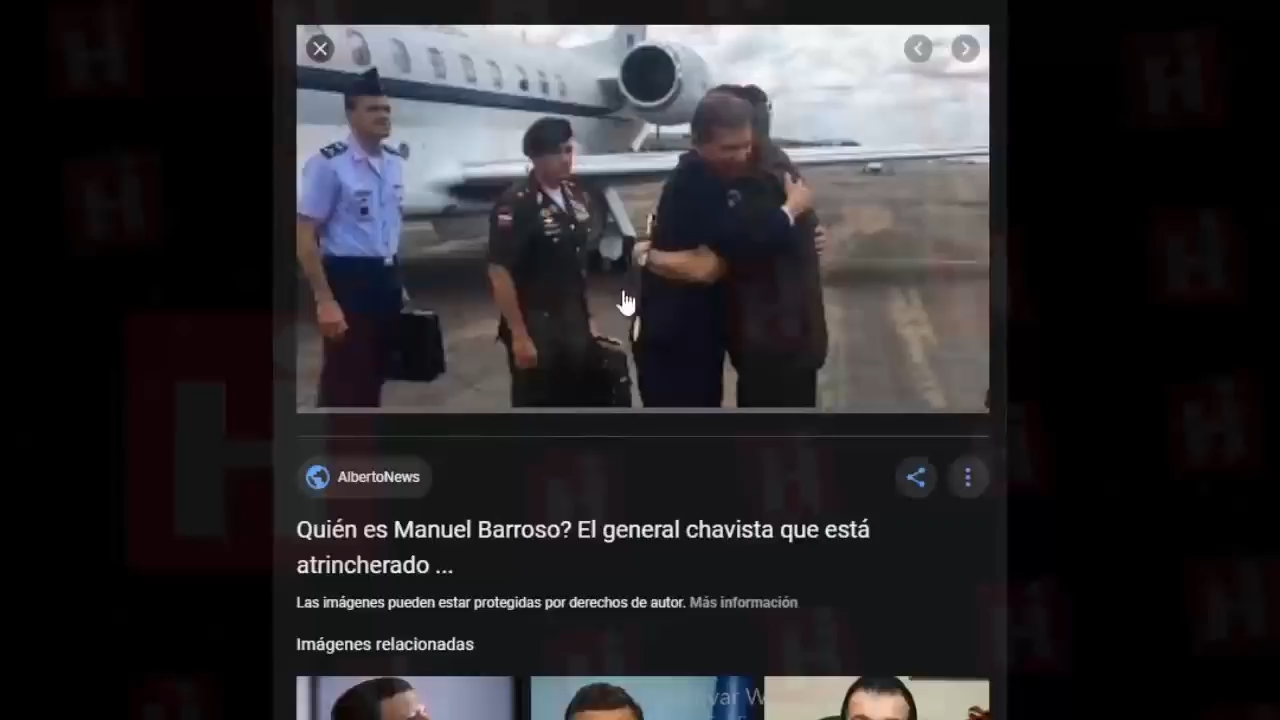 AlbertoNews
Quién es Manuel Barroso? El general chavista que está
atrincherado ...
Las imágenes pueden estar protegidas por derechos de autor. Más información
Imágenes relacionadas